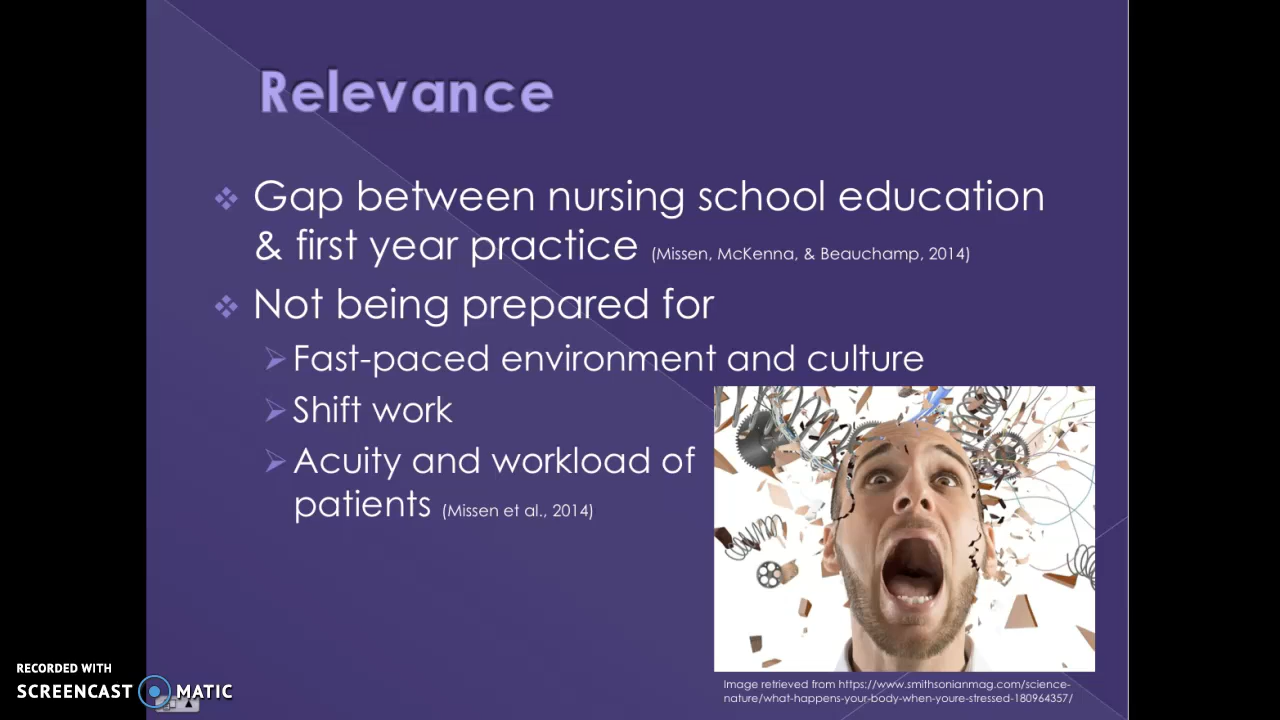 Relevance
Gap between nursing school education
& first year practice (Missen, McKenna, & Beauchamp, 2014)
Not being prepared for
Fast-paced environment and culture
Shift work
Acuity and workload of
patients (Missen et al., 2014)
Image retrieved from https://www.smithsonianmag.com/science-
nature/what-happens-your-body-when-youre-stressed-180964357/
RECORDED WITH
SCREENCAST MATIC